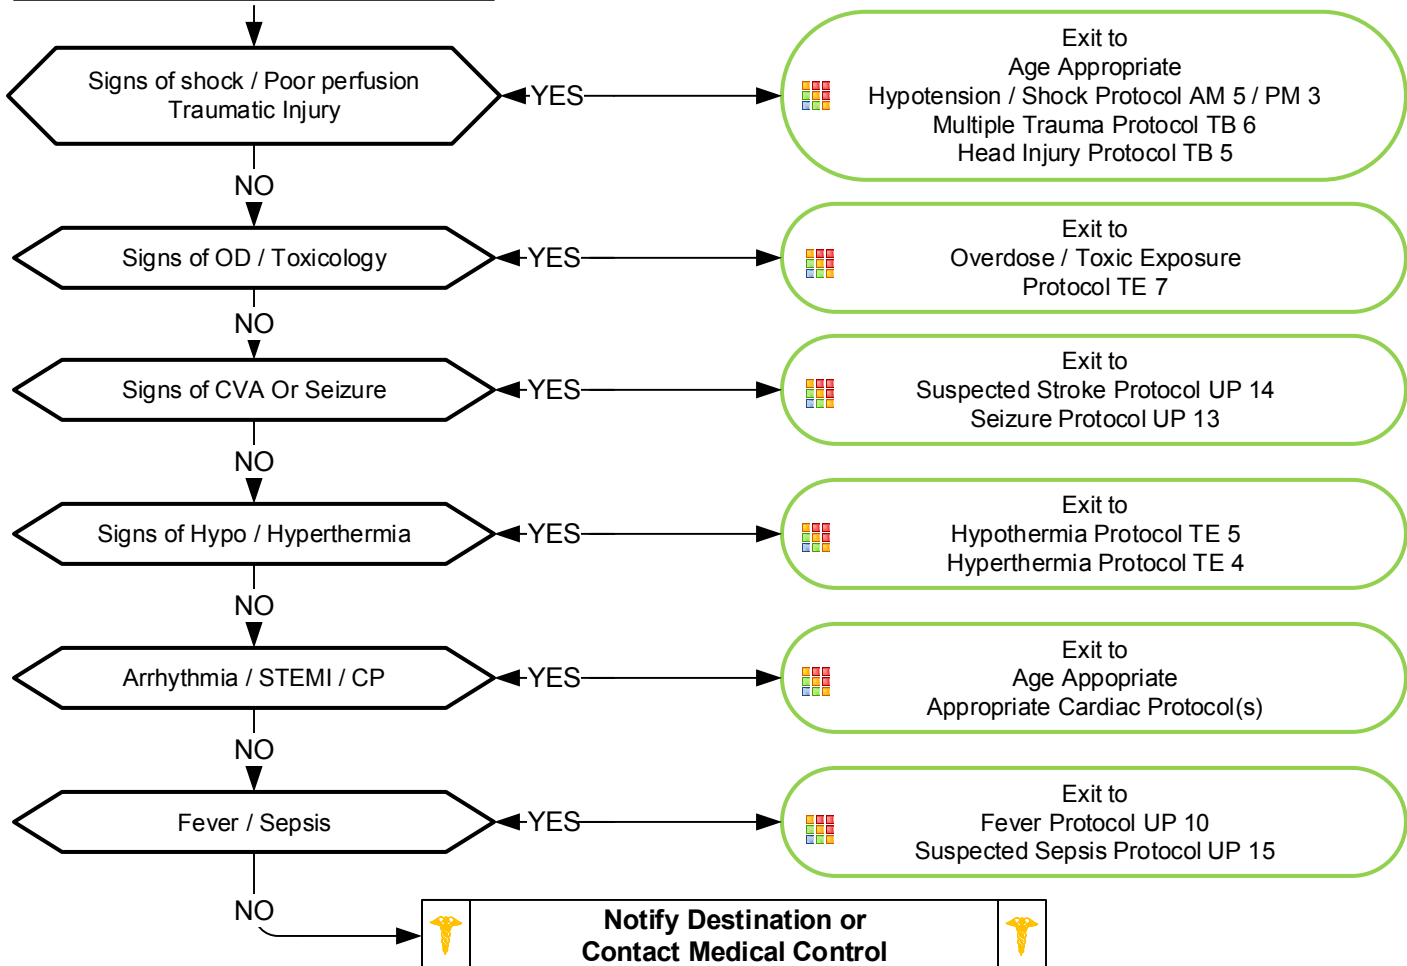 Signs of shock / Poor perfusion
Traumatic Injury
YES
Exit to
Age Appropriate
Hypotension / Shock Protocol AM 5 / PM 3
Multiple Trauma Protocol TB 6
Head Injury Protocol TB 5
NO
Signs of OD / Toxicology
YES
Exit to
Overdose / Toxic Exposure
Protocol TE 7
NO
Signs of CVA Or Seizure
YES
Exit to
Suspected Stroke Protocol UP 14
Seizure Protocol UP 13
NO
Signs of Hypo / Hyperthermia
YES
Exit to
Hypothermia Protocol TE 5
Hyperthermia Protocol TE 4
NO
Arrhythmia / STEMI / CP
YES
Exit to
Age Appopriate
Appropriate Cardiac Protocol(s)
NO
Fever / Sepsis
YES
Exit to
Fever Protocol UP 10
Suspected Sepsis Protocol UP 15
NO
Notify Destination or
Contact Medical Control